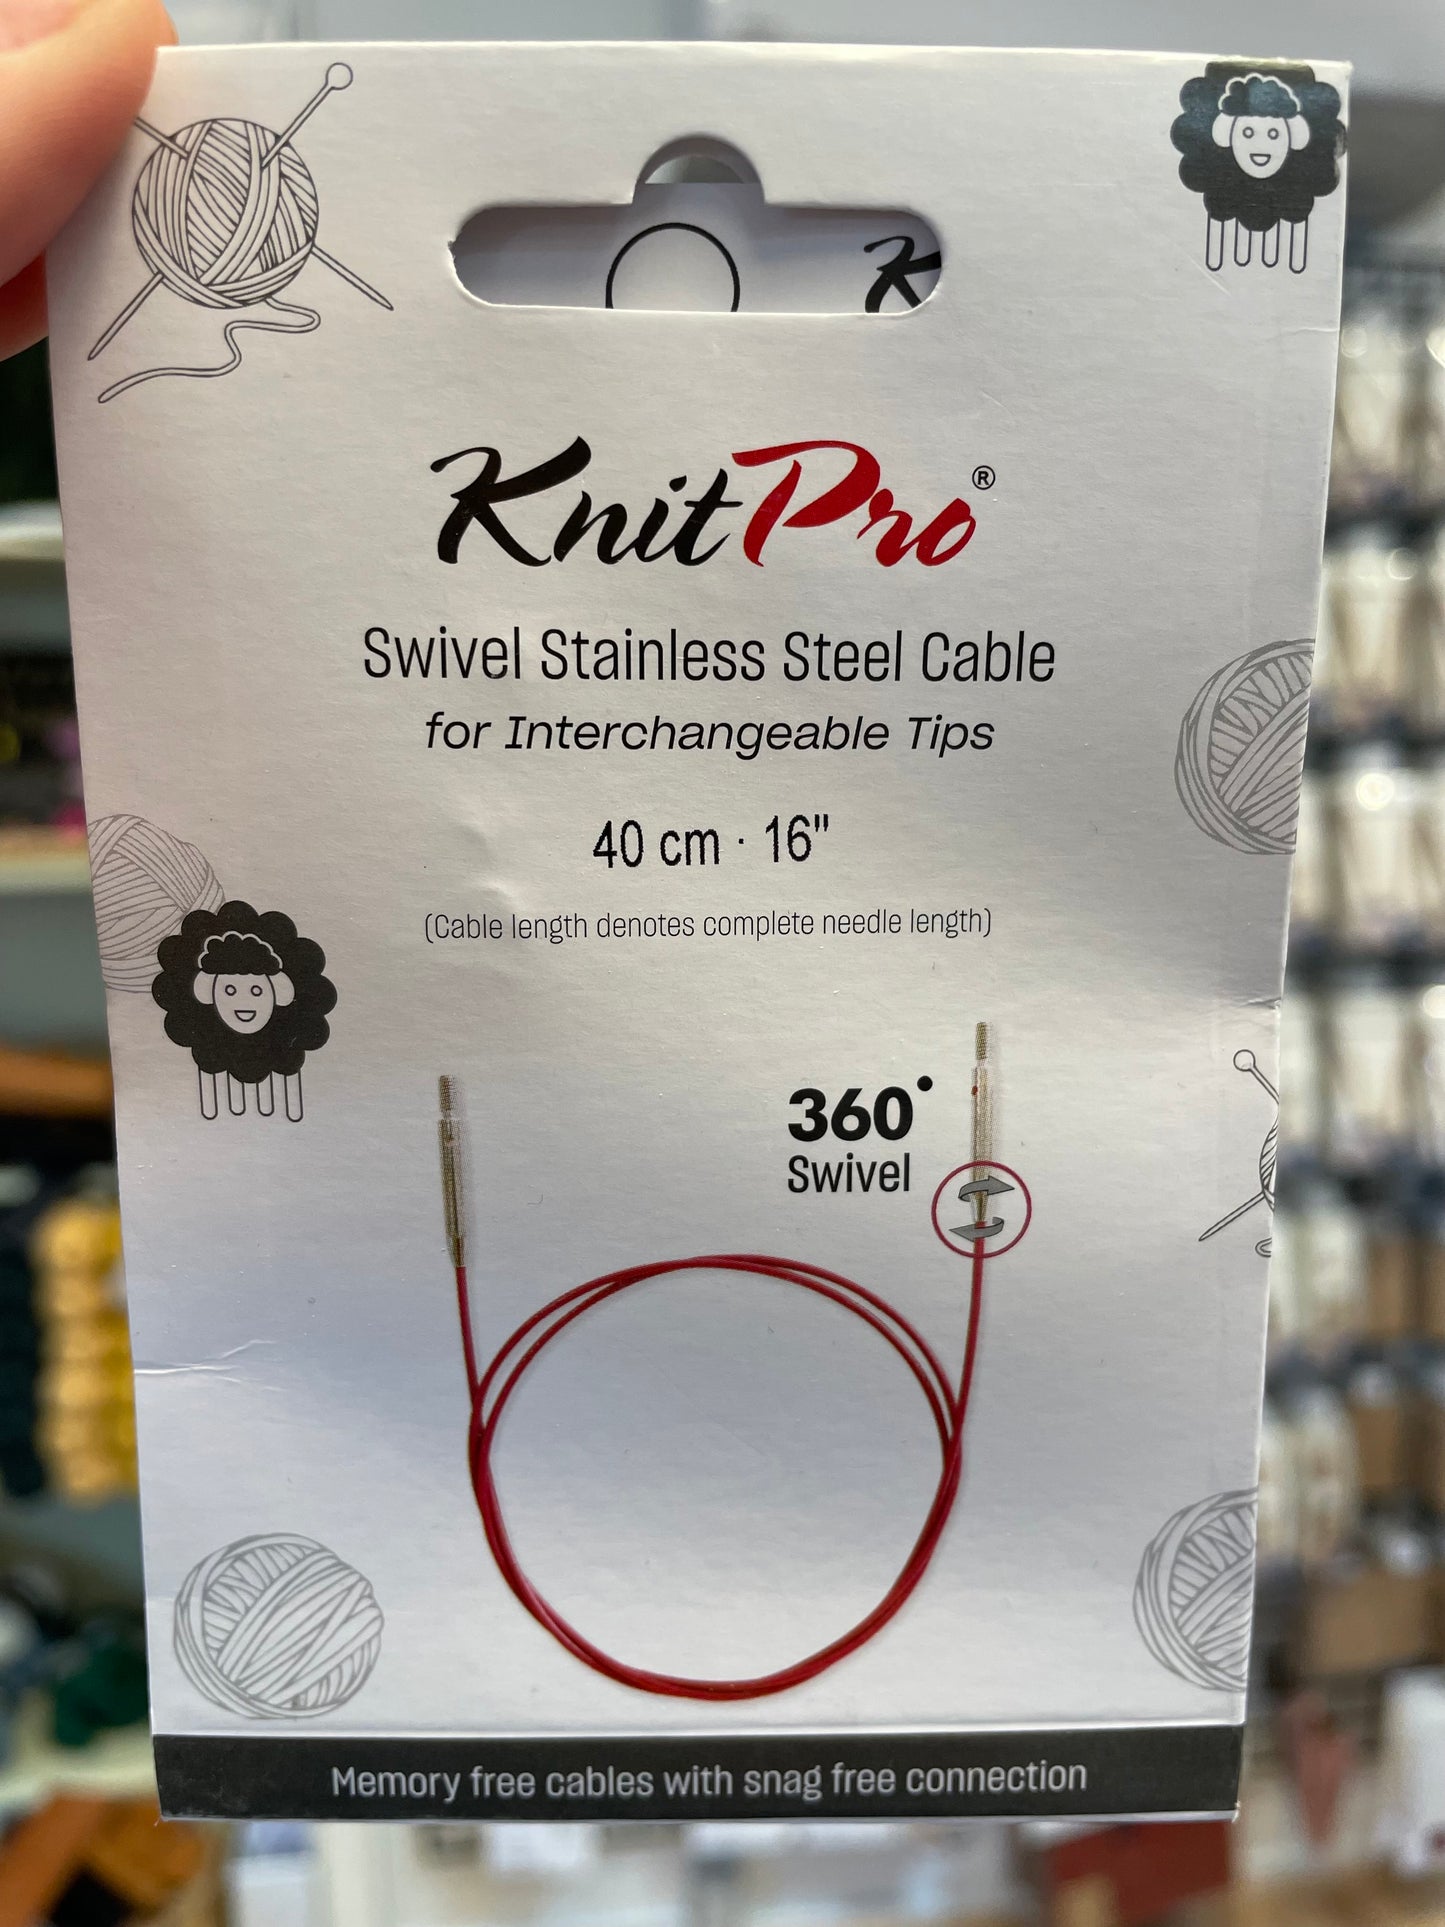 K
KnitPro®
Swivel Stainless Steel Cable
for Interchangeable Tips
40 cm · 16"
(Cable length denotes complete needle length)
360°
Swivel
Memory free cables with snag free connection